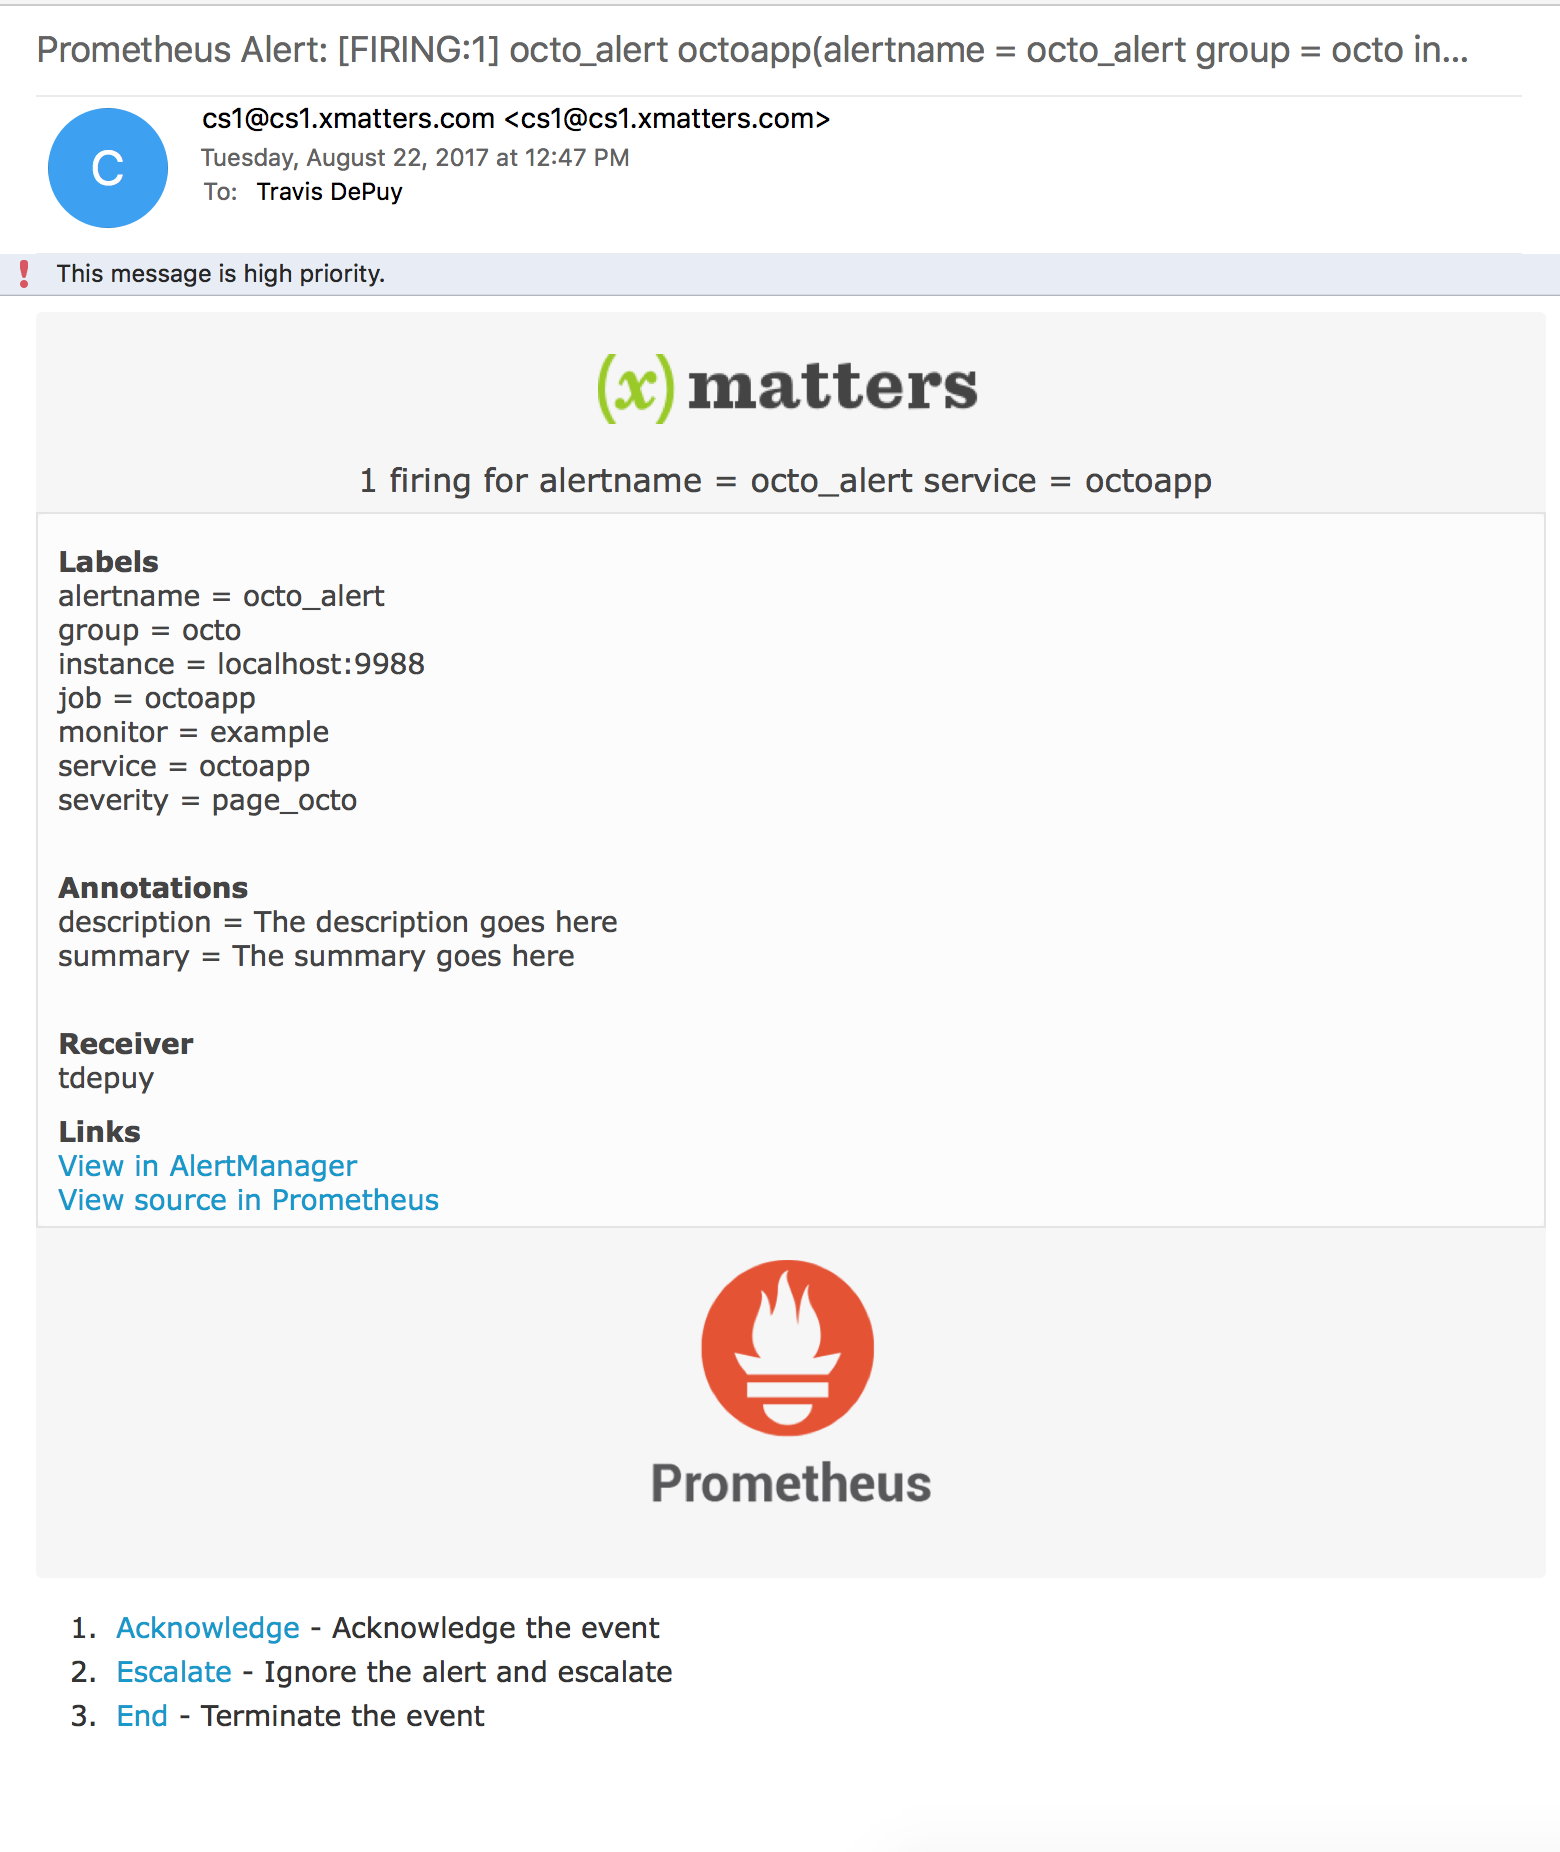 Prometheus Alert: [FIRING:1] octo_alert octoapp(alertname = octo_alert group = octo in...
C
cs1@cs1.xmatters.com <cs1@cs1.xmatters.com>
Tuesday, August 22, 2017 at 12:47 PM
To: Travis DePuy
! This message is high priority.
(x) matters
1 firing for alertname = octo_alert service = octoapp
Labels
alertname = octo_alert
group = octo
instance = localhost:9988
job = octoapp
monitor = example
service = octoapp
severity = page_octo
Annotations
description = The description goes here
summary = The summary goes here
Receiver
tdepuy
Links
View in AlertManager
View source in Prometheus
Prometheus
1. Acknowledge - Acknowledge the event
2. Escalate - Ignore the alert and escalate
3. End - Terminate the event